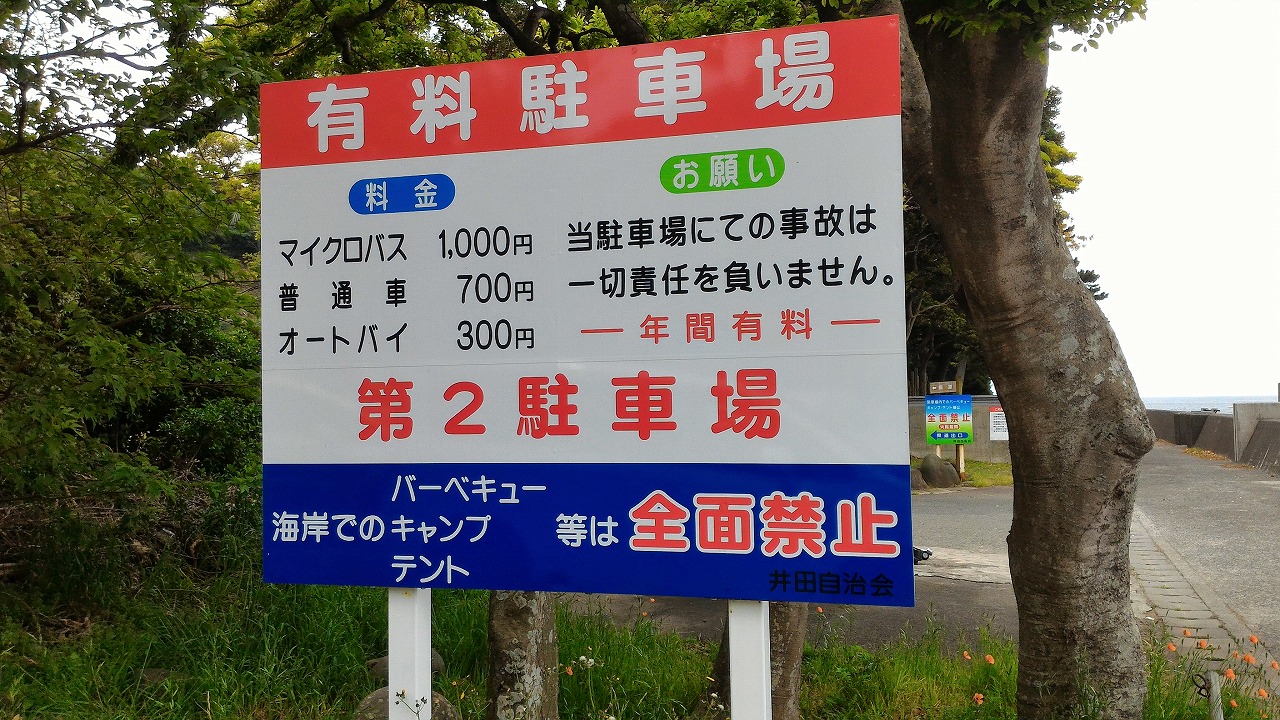 有料駐車場
料金
マイクロバス 1,000円
普通車 700円
オートバイ 300円
お願い
当駐車場にての事故は
一切責任を負いません。
年間有料
第2駐車場
海岸での
バーベキュー
キャンプ
テント
等は全面禁止
井田自治会
全面禁止